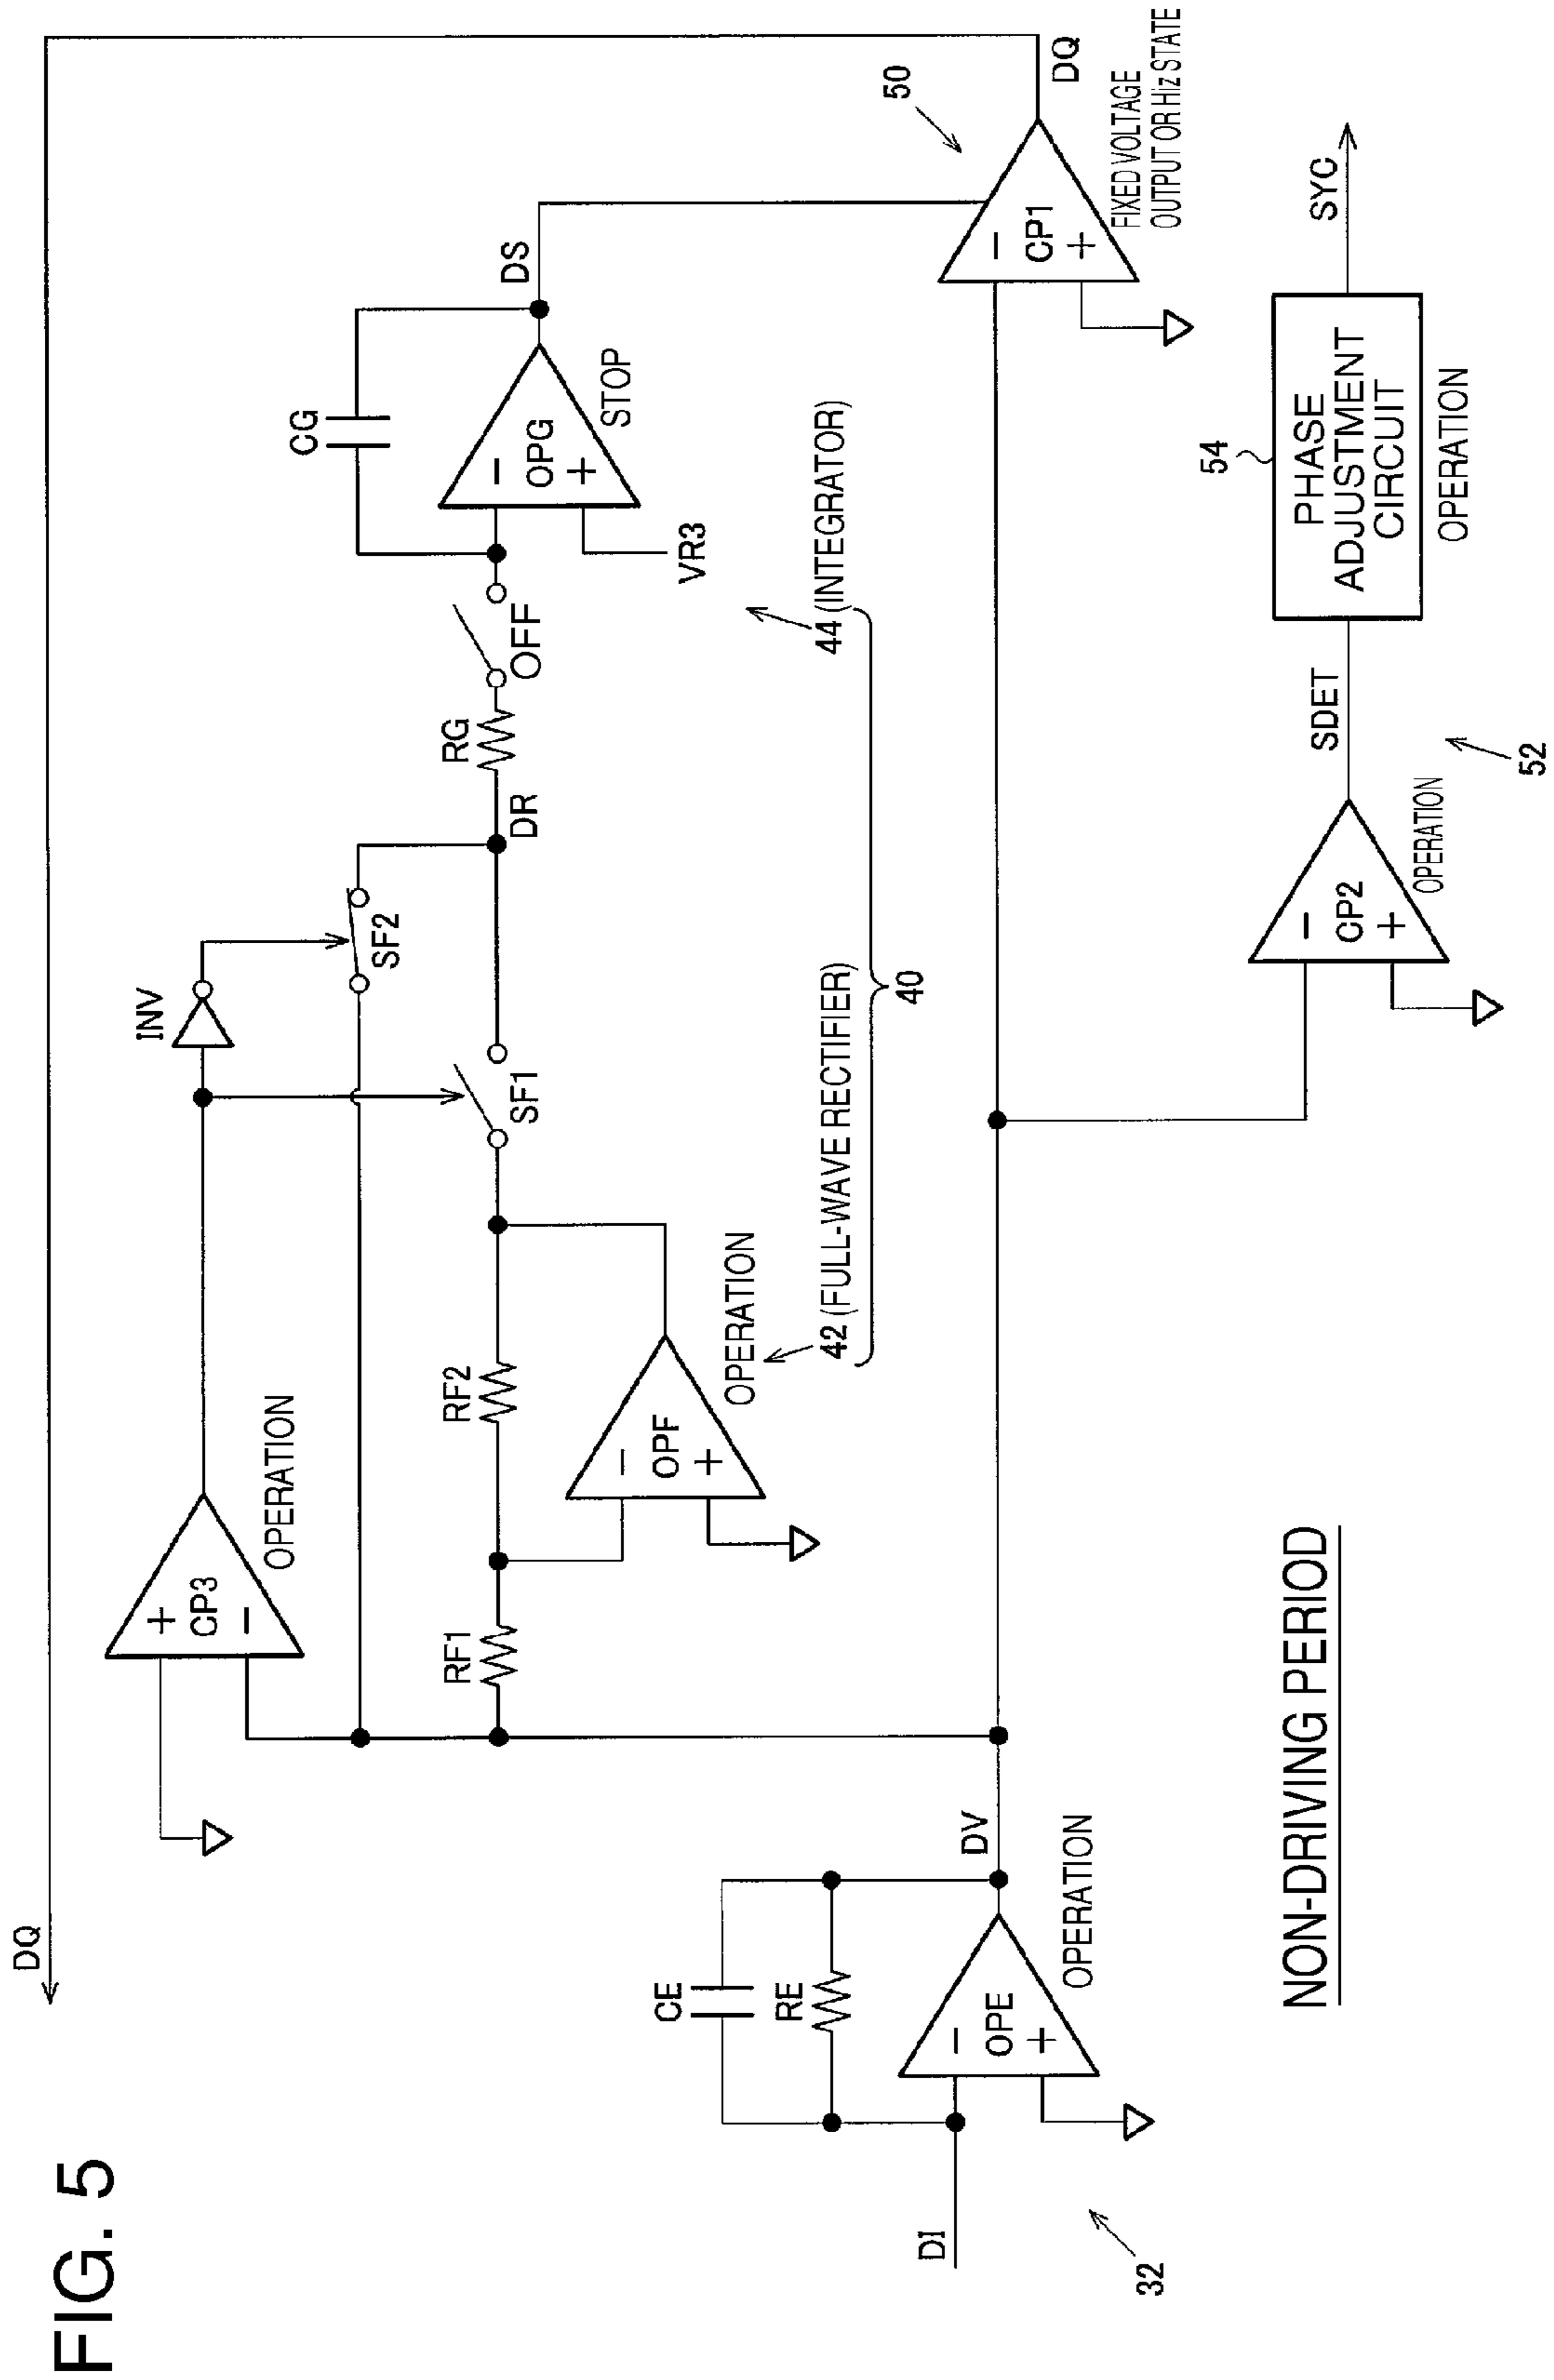 FIG. 5
DQ
CP3
+
−
OPERATION
INV
SF2
SF1
RF1
RF2
OPF
−
+
OPERATION
DR
RG
OFF
CG
OPG
−
+
STOP
DS
VR3
42 (FULL-WAVE RECTIFIER)
44 (INTEGRATOR)
40
50
CP1
−
+
DQ
FIXED VOLTAGE
OUTPUT OR Hiz STATE
DI
CE
RE
OPE
−
+
OPERATION
DV
32
CP2
−
+
OPERATION
SDET
52
54
PHASE
ADJUSTMENT
CIRCUIT
OPERATION
SYC
NON-DRIVING PERIOD